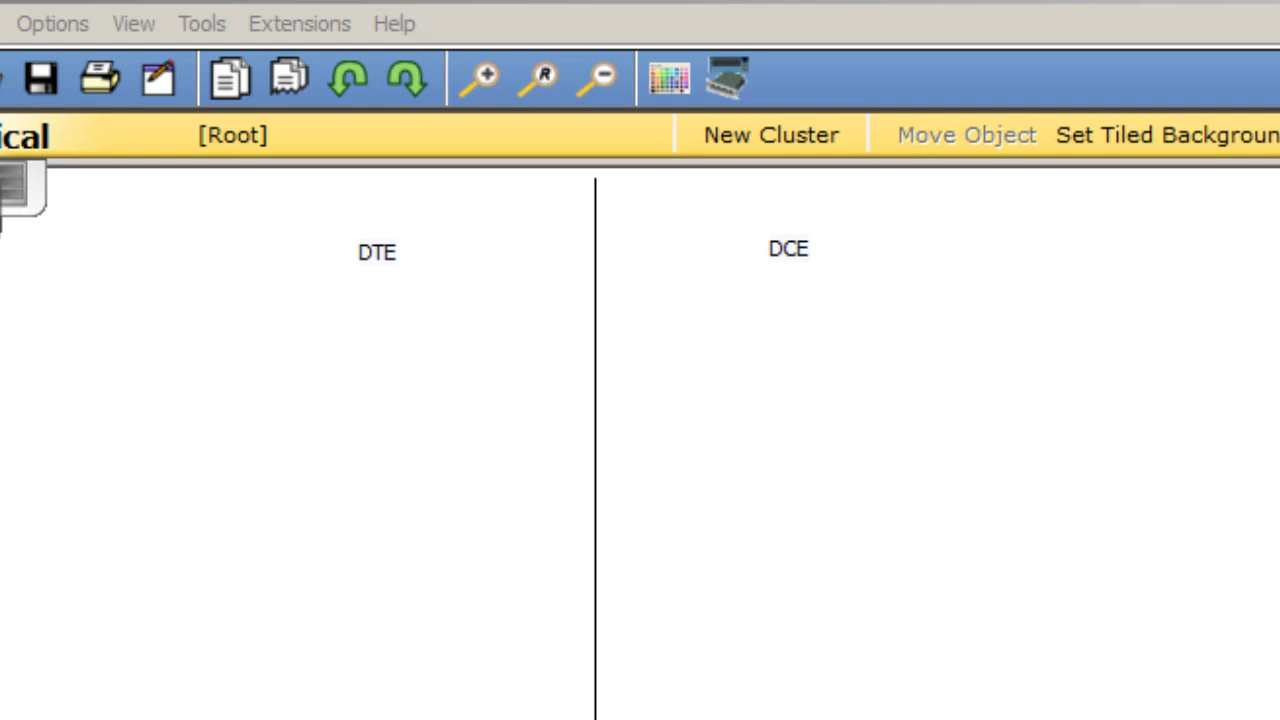 Options View Tools Extensions Help
ical [Root] New Cluster Move Object Set Tiled Backgroun
DTE DCE